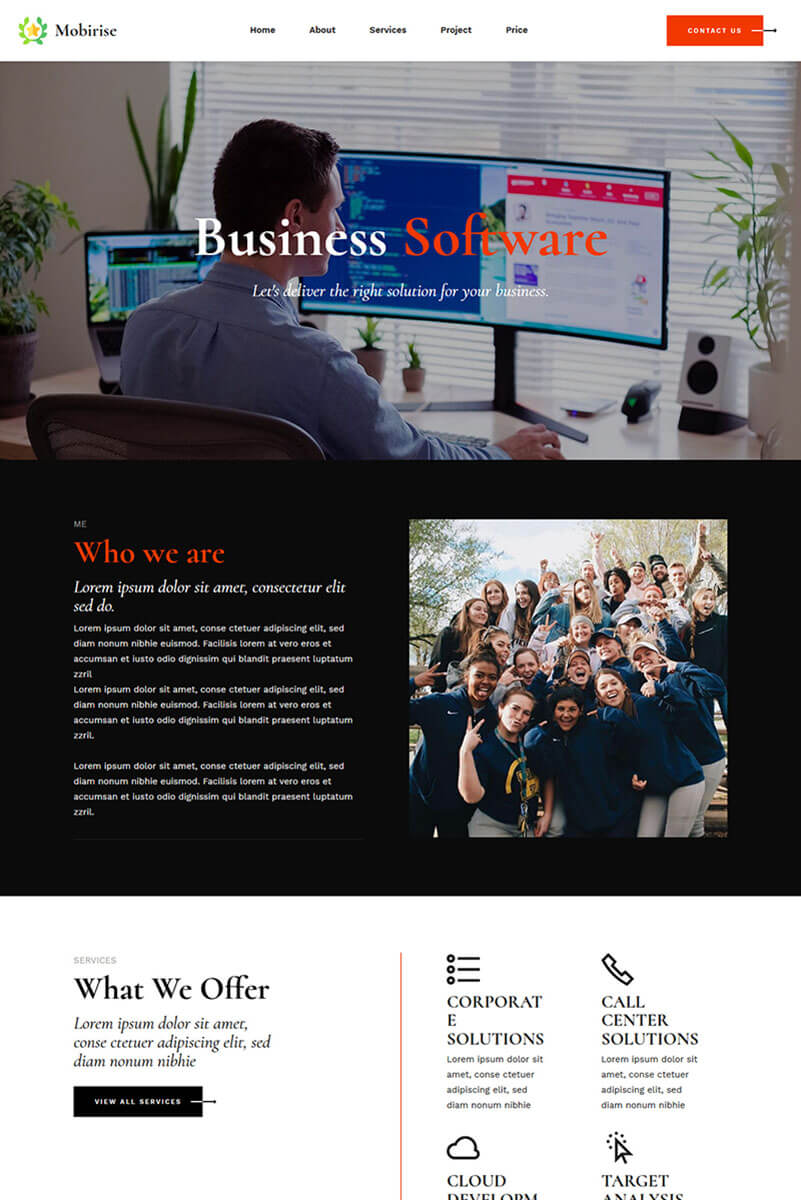 Mobirise
Home About Services Project Price
CONTACT US
Business Software
Let's deliver the right solution for your business.
ME
Who we are
Lorem ipsum dolor sit amet, consectetur elit
sed do.
Lorem ipsum dolor sit amet, conse ctetuer adipiscing elit, sed
diam nonum nibhie euismod. Facilisis lorem at vero eros et
accumsan et iusto odio dignissim qui blandit praesent luptatum
zzril
Lorem ipsum dolor sit amet, conse ctetuer adipiscing elit, sed
diam nonum nibhie euismod. Facilisis lorem at vero eros et
accumsan et iusto odio dignissim qui blandit praesent luptatum
zzril.
Lorem ipsum dolor sit amet, conse ctetuer adipiscing elit, sed
diam nonum nibhie euismod. Facilisis lorem at vero eros et
accumsan et iusto odio dignissim qui blandit praesent luptatum
zzril.
SERVICES
What We Offer
Lorem ipsum dolor sit amet,
conse ctetuer adipiscing elit, sed
diam nonum nibhie
VIEW ALL SERVICES
CORPORAT
E
SOLUTIONS
Lorem ipsum dolor sit
amet, conse ctetuer
adipiscing elit, sed
diam nonum nibhie
CALL
CENTER
SOLUTIONS
Lorem ipsum dolor sit
amet, conse ctetuer
adipiscing elit, sed
diam nonum nibhie
CLOUD
DEVELOPM
TARGET
ANALYSIS